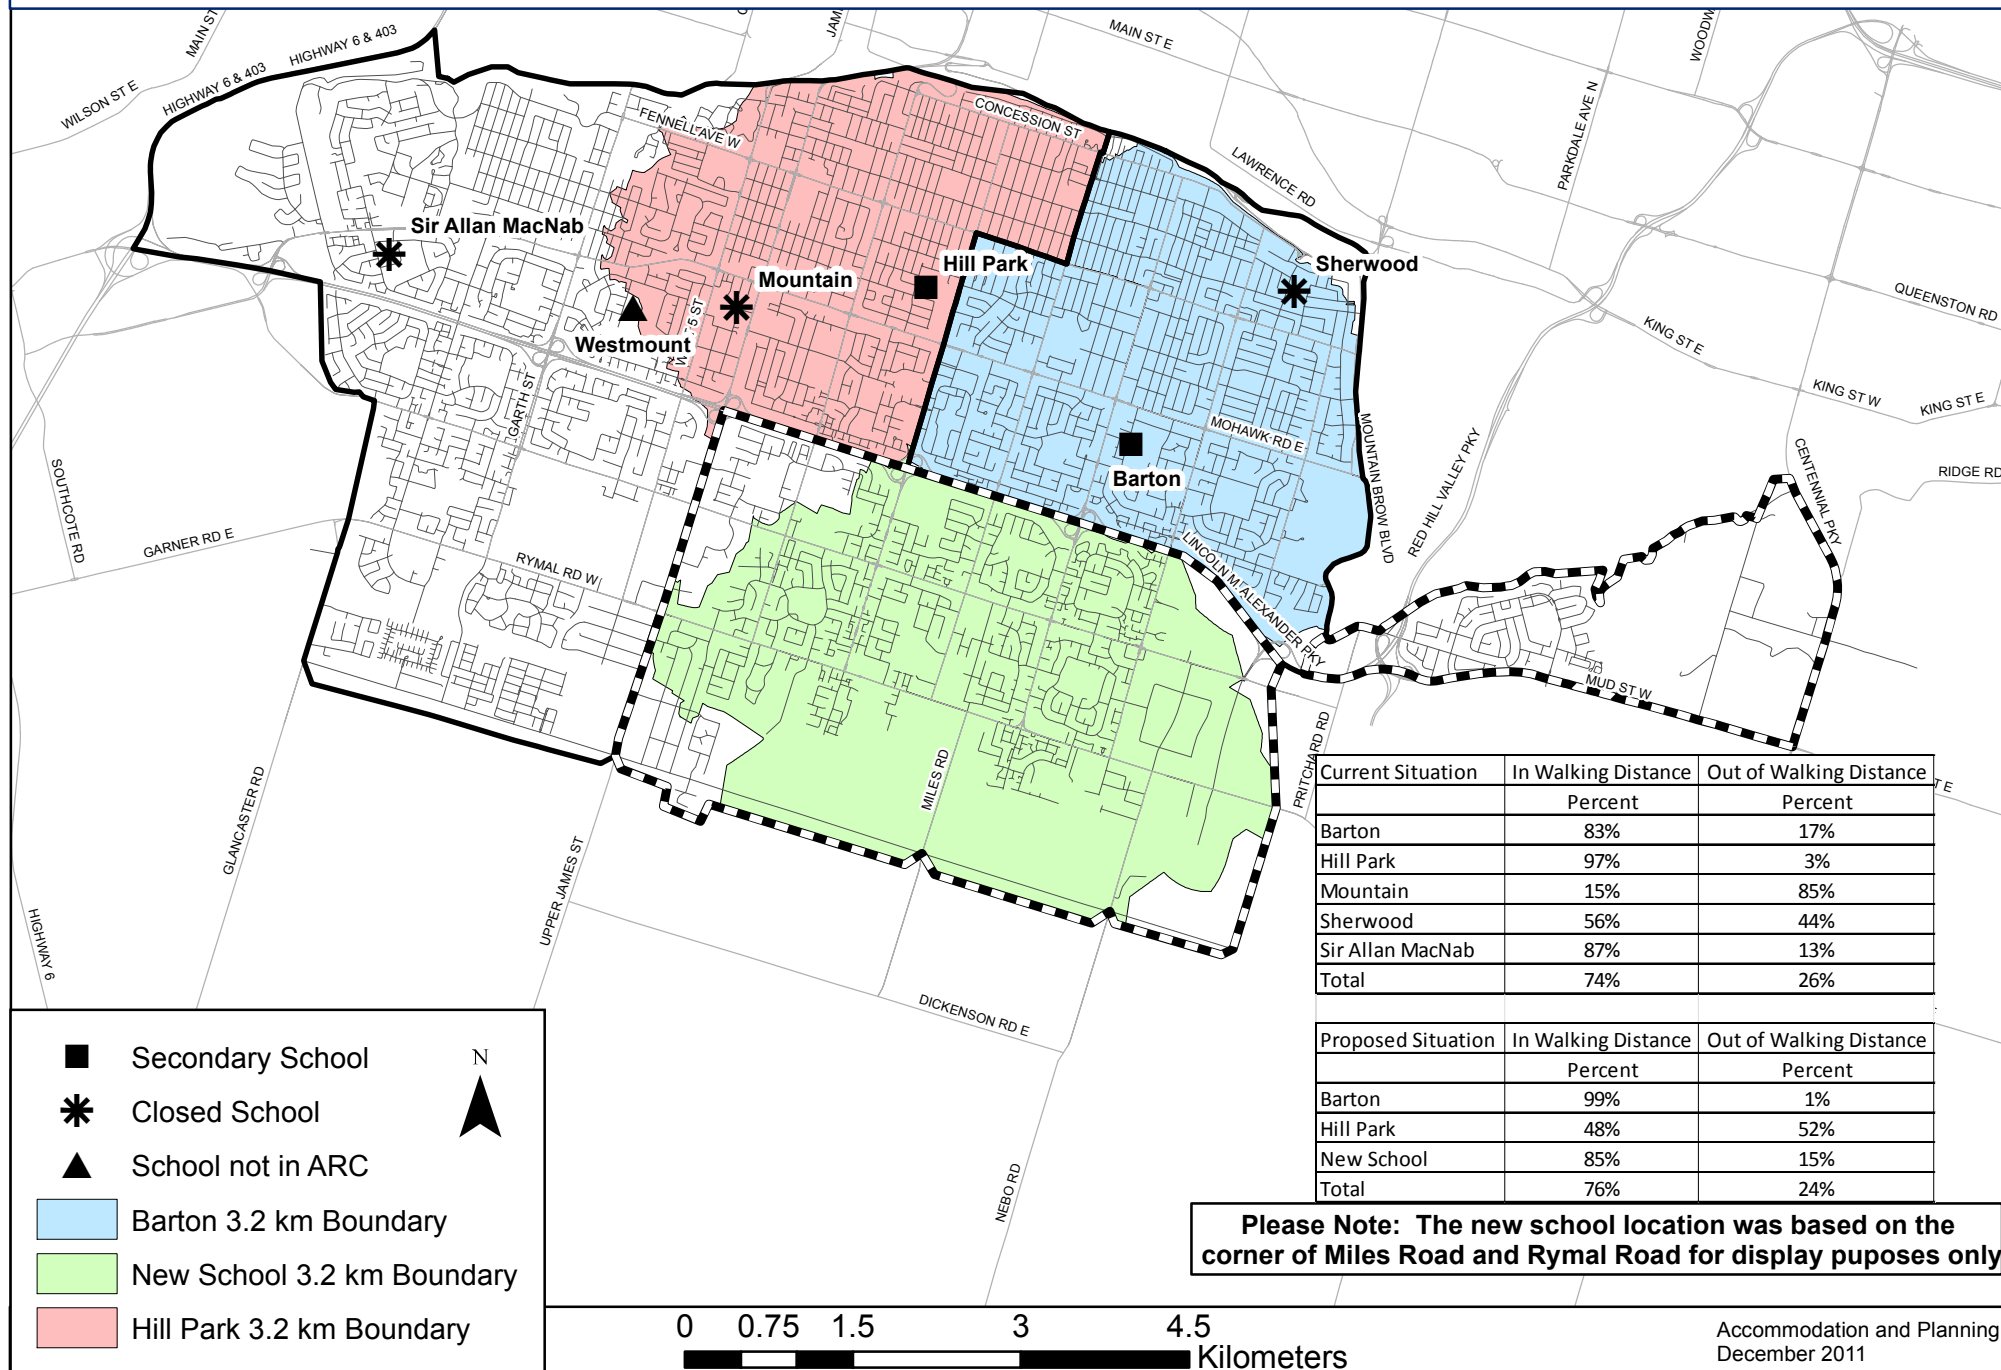 MAIN ST
HIGHWAY 6 & 403
HIGHWAY 6 & 403
WILSON ST E
MAIN ST E
PARKDALE AVE N
CONCESSION ST
FENNELL AVE W
LAWRENCE RD
Sir Allan MacNab
Mountain
Hill Park
Sherwood
Westmount
QUEENSTON RD
KING ST E
KING ST W
KING ST E
GARTH ST
MOHAWK RD E
Barton
MOUNTAIN BROW BLVD
RED HILL VALLEY PKY
CENTENNIAL PKY
RIDGE RD
SOUTHCOTE RD
GARNER RD E
RYMAL RD W
LINCOLN M ALEXANDER PKY
MUD ST W
PRITCHARD RD
MILES RD
GLANCASTER RD
UPPER JAMES ST
HIGHWAY 6
DICKENSON RD E
NEBO RD
Current Situation In Walking Distance Out of Walking Distance
Percent Percent
Barton 83% 17%
Hill Park 97% 3%
Mountain 15% 85%
Sherwood 56% 44%
Sir Allan MacNab 87% 13%
Total 74% 26%
Proposed Situation In Walking Distance Out of Walking Distance
Percent Percent
Barton 99% 1%
Hill Park 48% 52%
New School 85% 15%
Total 76% 24%
Please Note: The new school location was based on the
corner of Miles Road and Rymal Road for display puposes only
N
Secondary School
Closed School
School not in ARC
Barton 3.2 km Boundary
New School 3.2 km Boundary
Hill Park 3.2 km Boundary
0 0.75 1.5 3 4.5
Kilometers
Accommodation and Planning
December 2011